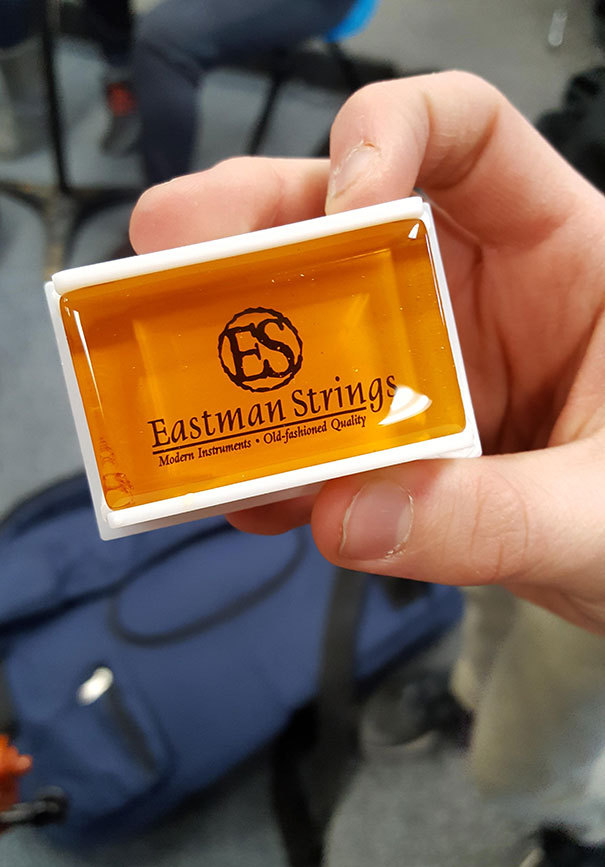 ES
Eastman Strings
Modern Instruments • Old-fashioned Quality